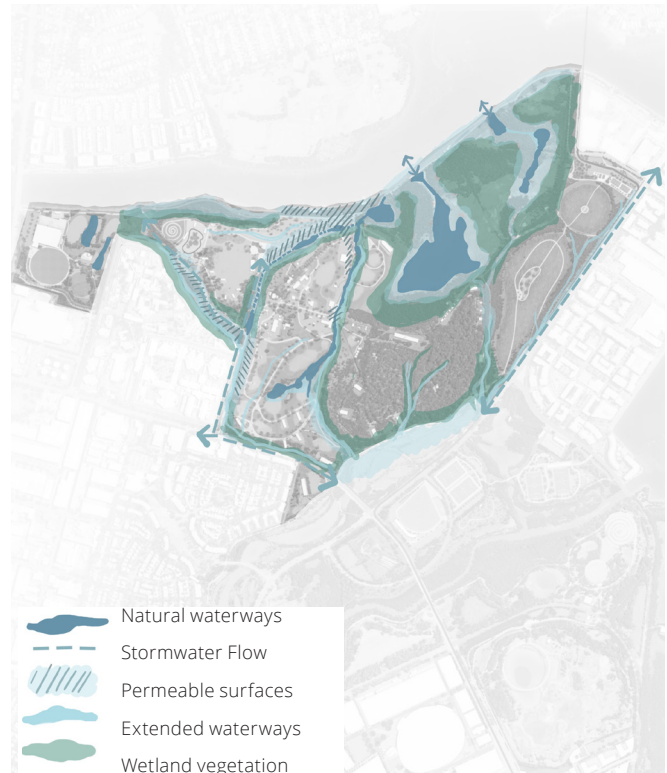 Natural waterways
Stormwater Flow
Permeable surfaces
Extended waterways
Wetland vegetation